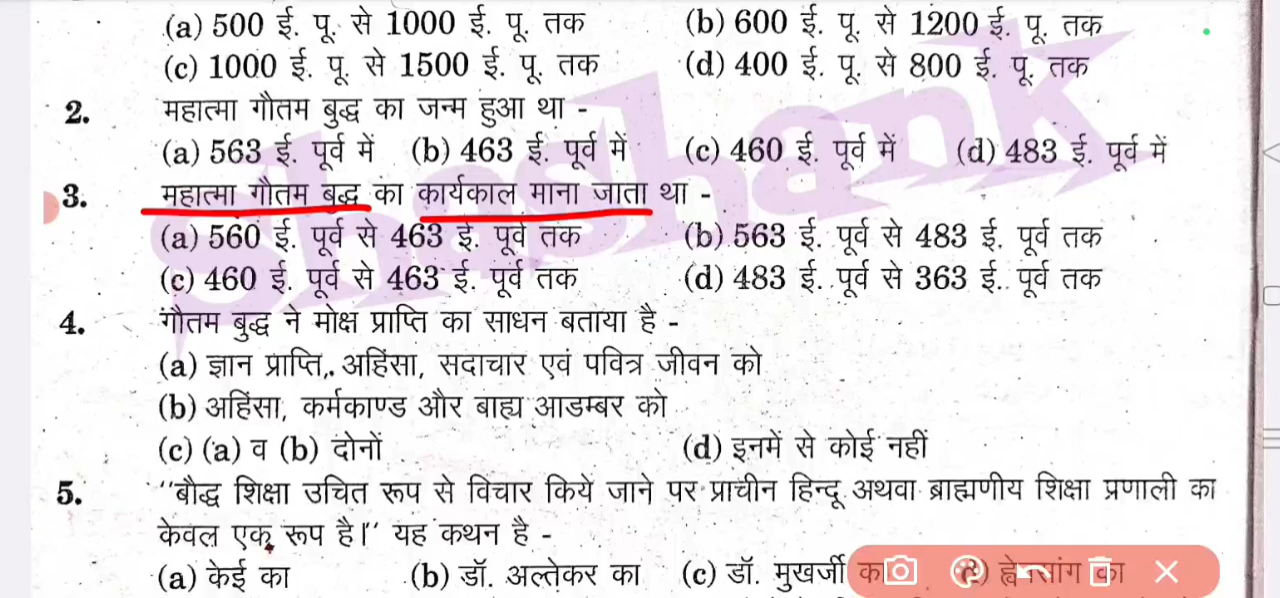 (a) 500 ई. पू. से 1000 ई. पू. तक (b) 600 ई. पू. से 1200 ई. पू. तक
(c) 1000 ई. पू. से 1500 ई. पू. तक (d) 400 ई. पू. से 800 ई. पू. तक
2. महात्मा गौतम बुद्ध का जन्म हुआ था -
(a) 563 ई. पूर्व में (b) 463 ई. पूर्व में (c) 460 ई. पूर्व में (d) 483 ई. पूर्व में
3. महात्मा गौतम बुद्ध का कार्यकाल माना जाता था -
(a) 560 ई. पूर्व से 463 ई. पूर्व तक (b) 563 ई. पूर्व से 483 ई. पूर्व तक
(c) 460 ई. पूर्व से 463 ई. पूर्व तक (d) 483 ई. पूर्व से 363 ई. पूर्व तक
4. गौतम बुद्ध ने मोक्ष प्राप्ति का साधन बताया है -
(a) ज्ञान प्राप्ति, अहिंसा, सदाचार एवं पवित्र जीवन को
(b) अहिंसा, कर्मकाण्ड और बाह्य आडम्बर को
(c) (a) व (b) दोनों (d) इनमें से कोई नहीं
5. "बौद्ध शिक्षा उचित रूप से विचार किये जाने पर प्राचीन हिन्दू अथवा ब्राह्मणीय शिक्षा प्रणाली का
केवल एक रूप है।" यह कथन है -
(a) केई का (b) डॉ. अल्तेकर का (c) डॉ. मुखर्जी का का
Shashank